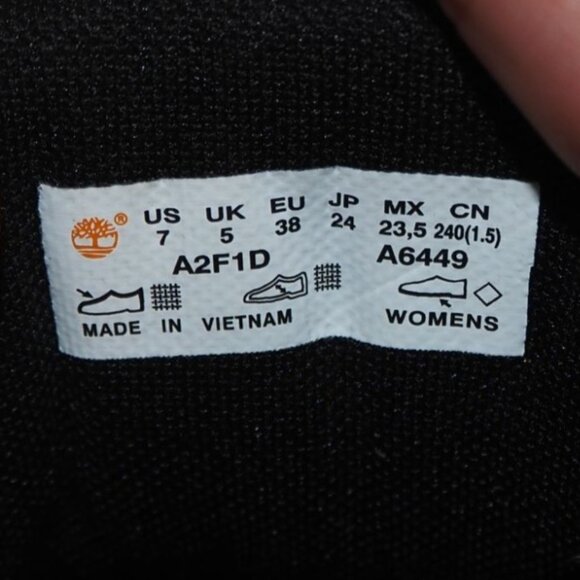 ® US UK EU JP MX CN
7 5 38 24 23,5 240(1.5)
A2F1D A6449
MADE IN VIETNAM WOMENS